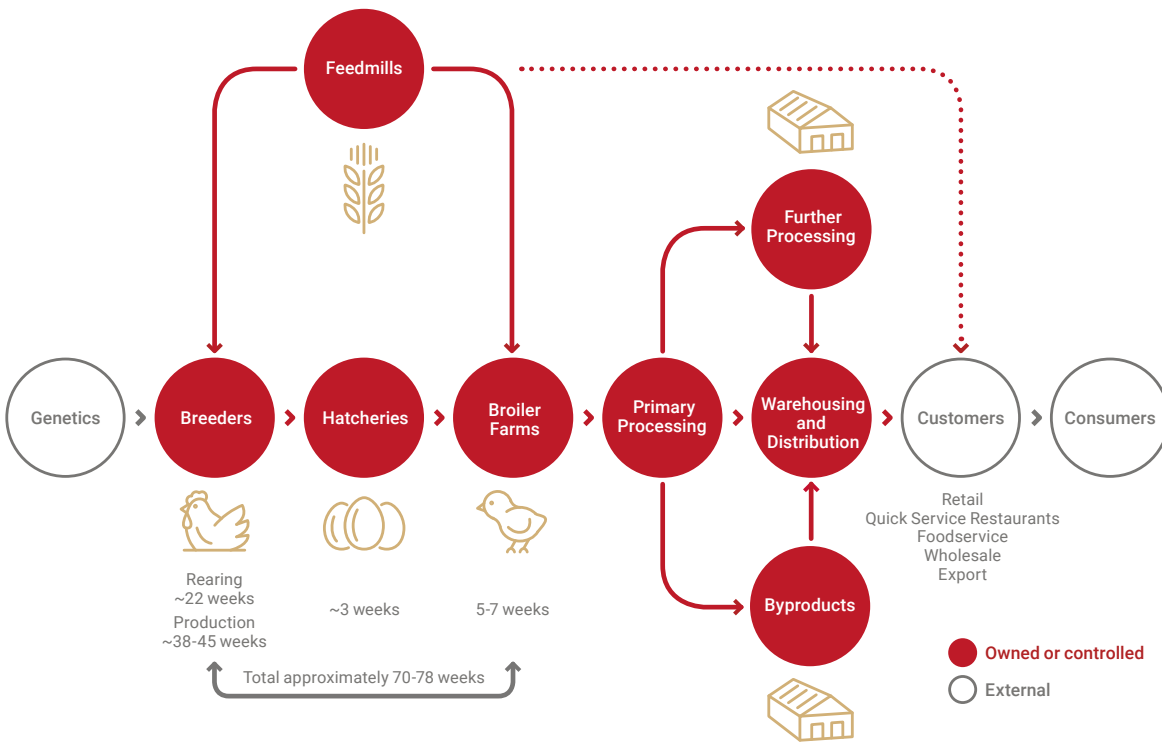 Feedmills
Further
Processing
Genetics
Breeders
Hatcheries
Broiler
Farms
Primary
Processing
Warehousing
and
Distribution
Customers
Consumers
Rearing
~22 weeks
Production
~38-45 weeks
~3 weeks
5-7 weeks
Total approximately 70-78 weeks
Retail
Quick Service Restaurants
Foodservice
Wholesale
Export
Byproducts
Owned or controlled
External